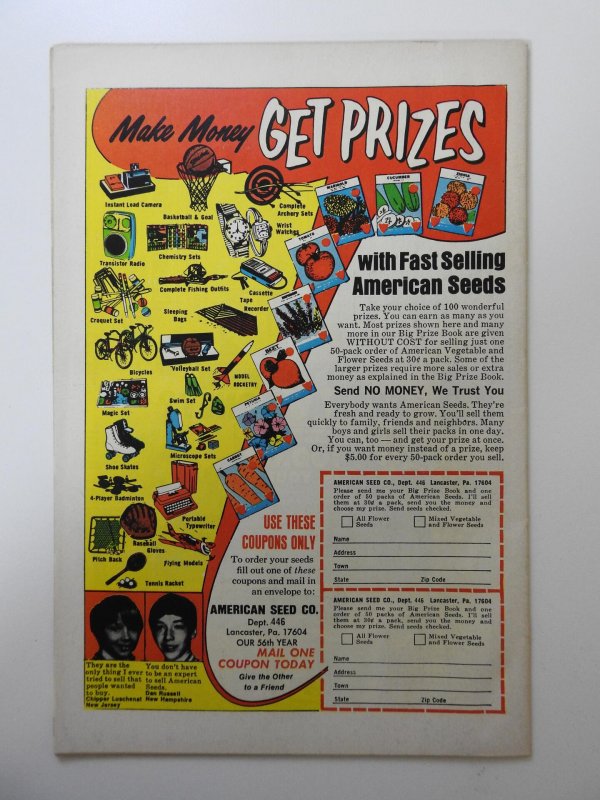 Make Money GET PRIZES
Instant Load Camera
Basketball & Goal
Complete
Archery Sets
Wrist
Watches
Transistor Radio
Chemistry Sets
Complete Fishing Outfits
Cassette
Tape
Recorder
Croquet Set
Sleeping
Bags
Bicycles
Volleyball Set
MODEL
ROCKETRY
Magic Set
Swim Set
Shoe Skates
Microscope Sets
4-Player Badminton
Portable
Typewriter
Pitch Back
Baseball
Gloves
Flying Models
Tennis Racket
MARIGOLD
CUCUMBER
ZINNIA
TOMATO
BEET
PETUNIA
CARROT
with Fast Selling
American Seeds
Take your choice of 100 wonderful
prizes. You can earn as many as you
want. Most prizes shown here and many
more in our Big Prize Book are given
WITHOUT COST for selling just one
50-pack order of American Vegetable and
Flower Seeds at 30¢ a pack. Some of the
larger prizes require more sales or extra
money as explained in the Big Prize Book.
Send NO MONEY, We Trust You
Everybody wants American Seeds. They're
fresh and ready to grow. You'll sell them
quickly to family, friends and neighbors. Many
boys and girls sell their packs in one day.
You can, too — and get your prize at once.
Or, if you want money instead of a prize, keep
$5.00 for every 50-pack order you sell.
USE THESE
COUPONS ONLY
To order your seeds
fill out one of these
coupons and mail in
an envelope to:
AMERICAN SEED CO.
Dept. 446
Lancaster, Pa. 17604
OUR 56th YEAR
MAIL ONE
COUPON TODAY
Give the Other
to a Friend
They are the
only thing I ever
tried to sell that
people wanted
to buy.
Chipper Luschenat
New Jersey
You don't have
to be an expert
to sell American
Seeds.
Dan Russell
New Hampshire
AMERICAN SEED CO., Dept. 446 Lancaster, Pa. 17604
Please send me your Big Prize Book and one
order of 50 packs of American Seeds. I'll sell
them at 30¢ a pack, send you the money and
choose my prize. Send seeds checked.
All Flower
Seeds
Mixed Vegetable
and Flower Seeds
Name
Address
Town
State Zip Code
AMERICAN SEED CO., Dept. 446 Lancaster, Pa. 17604
Please send me your Big Prize Book and one
order of 50 packs of American Seeds. I'll sell
them at 30¢ a pack, send you the money and
choose my prize. Send seeds checked.
All Flower
Seeds
Mixed Vegetable
and Flower Seeds
Name
Address
Town
State Zip Code